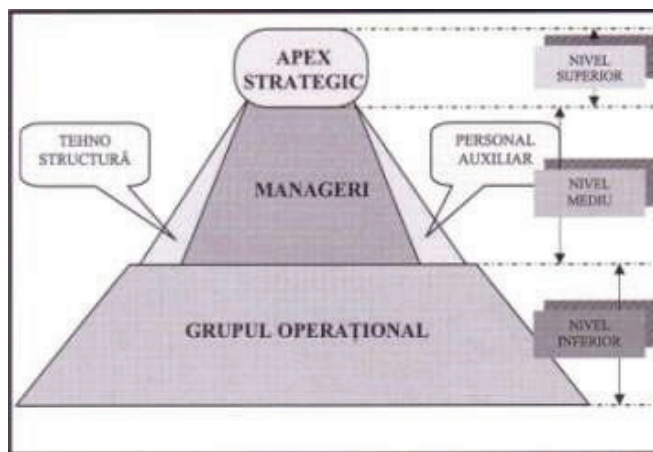 APEX
STRATEGIC
NIVEL
SUPERIOR
TEHNO
STRUCTURĂ
PERSONAL
AUXILIAR
MANAGERI
NIVEL
MEDIU
GRUPUL OPERAȚIONAL
NIVEL
INFERIOR